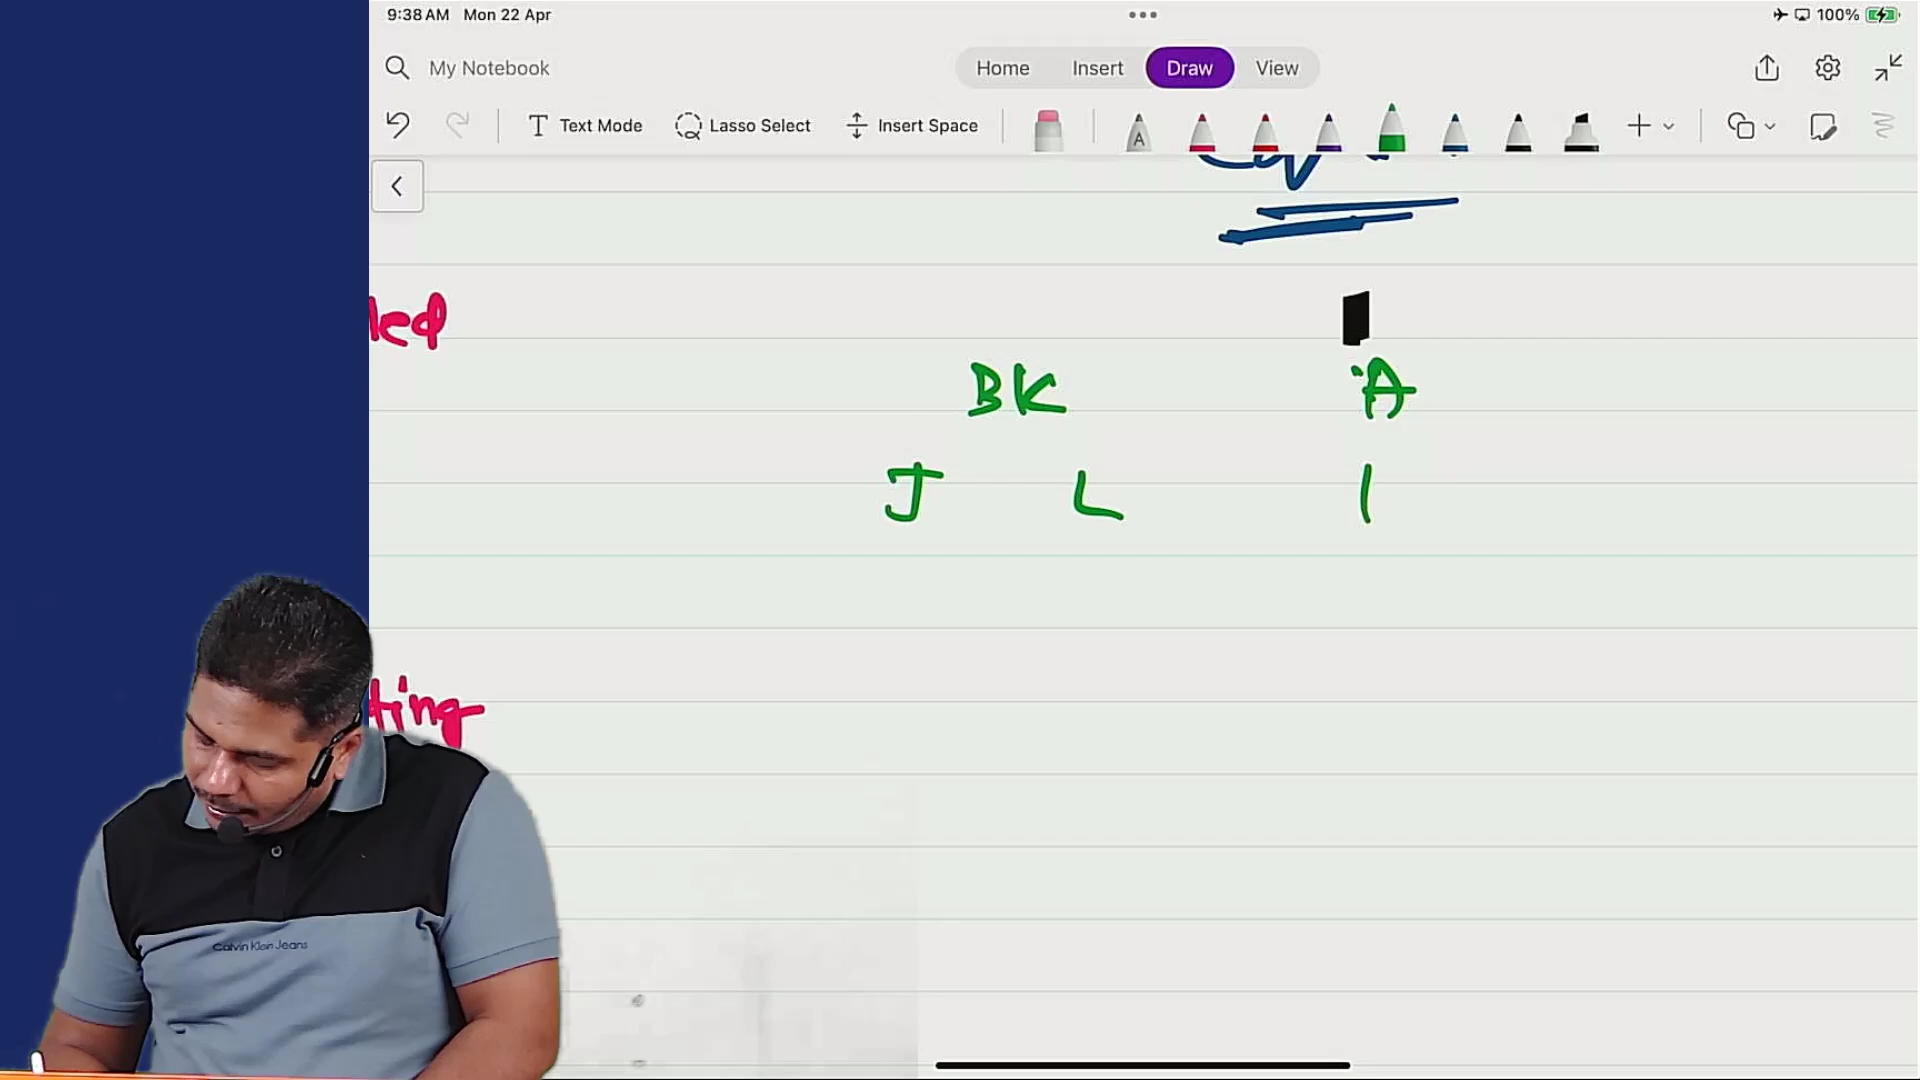 9:38 AM Mon 22 Apr
100%
My Notebook
Home Insert Draw View
Text Mode Lasso Select Insert Space
A
BK A
J L
ting
Calvin Klein Jeans